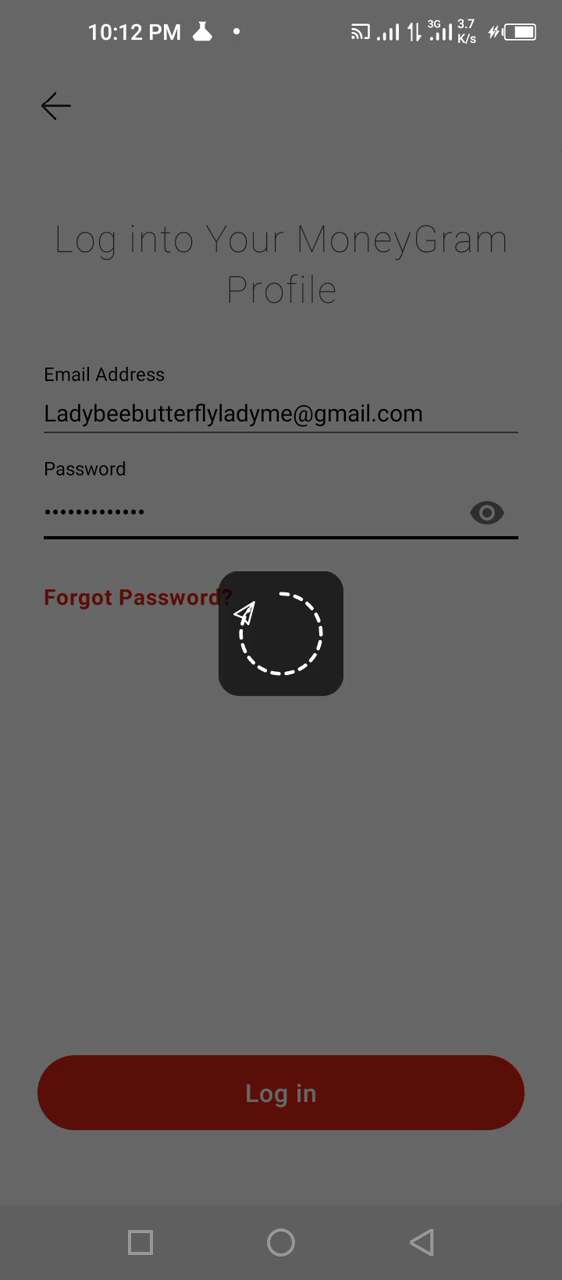 10:12 PM
3G 3.7 K/s
Log into Your MoneyGram
Profile
Email Address
Ladybeebutterflyladyme@gmail.com
Password
•••••••••••••
Forgot Password?
Log in